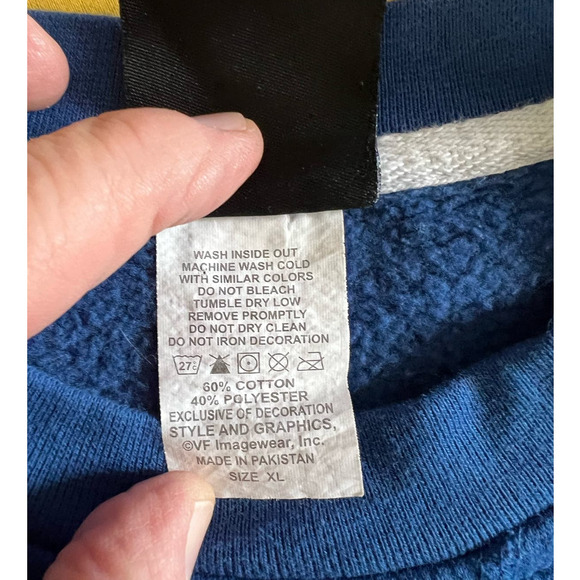 WASH INSIDE OUT
MACHINE WASH COLD
WITH SIMILAR COLORS
DO NOT BLEACH
TUMBLE DRY LOW
REMOVE PROMPTLY
DO NOT DRY CLEAN
DO NOT IRON DECORATION
27°C
60% COTTON
40% POLYESTER
EXCLUSIVE OF DECORATION
STYLE AND GRAPHICS,
©VF Imagewear, Inc.
MADE IN PAKISTAN
SIZE XL